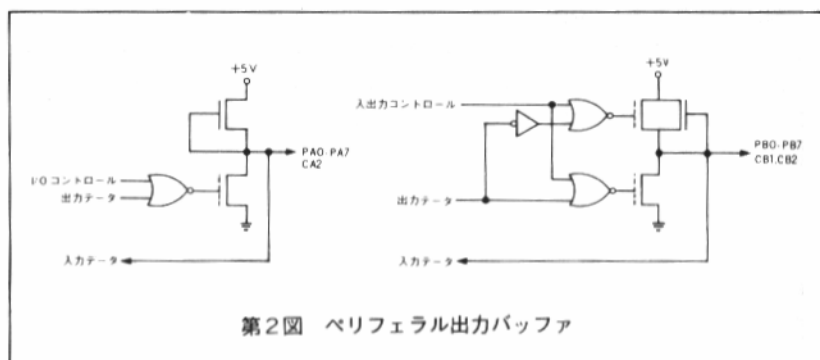 +5V
PA0-PA7
CA2
I/Oコントロール
出力データ
入力データ
+5V
入出力コントロール
PB0-PB7
CB1,CB2
出力データ
入力データ
第2図 ペリフェラル出力バッファ